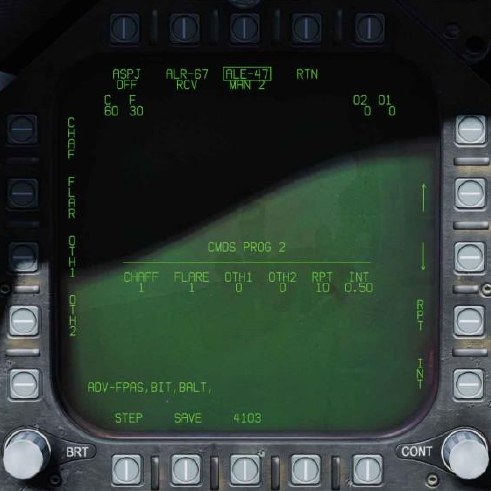 ASPJ ALR-67 ALE-47 RTN
OFF RCV MAN 2
C F O2 O1
60 30 0 0
CHAF
FLAR
OTH1
OTH2
CMDS PROG 2
CHAFF FLARE OTH1 OTH2 RPT INT
1 1 0 0 10 0.50
RPT
INT
ADV-FPAS,BIT,BALT,
STEP SAVE 4103
BRT
CONT